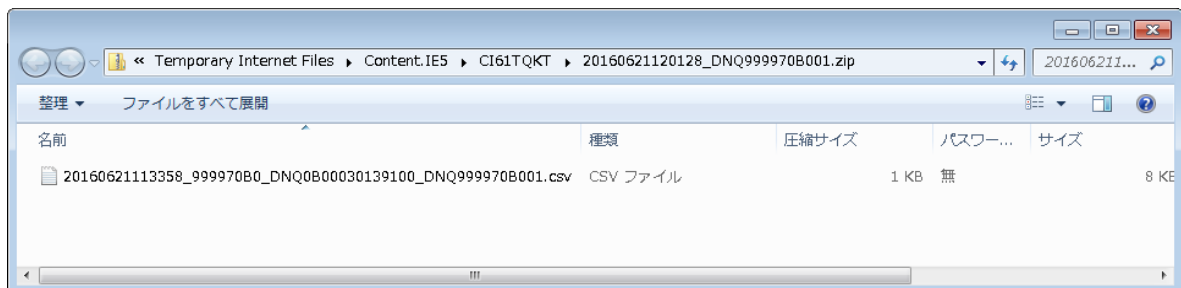 « Temporary Internet Files ▸ Content.IE5 ▸ CI61TQKT ▸ 20160621120128_DNQ999970B001.zip 201606211...
整理 ▼ ファイルをすべて展開
名前 種類 圧縮サイズ パスワー... サイズ
20160621113358_999970B0_DNQ0B00030139100_DNQ999970B001.csv CSV ファイル 1 KB 無 8 KB